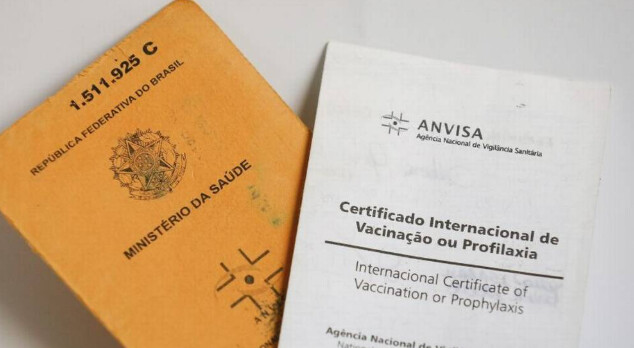 1.511.925 C
REPÚBLICA FEDERATIVA DO BRASIL
MINISTÉRIO DA SAÚDE
ANVISA
Agência Nacional de Vigilância Sanitária
Certificado Internacional de
Vacinação ou Profilaxia
Internacional Certificate of
Vaccination or Prophylaxis
Agência Nacional de